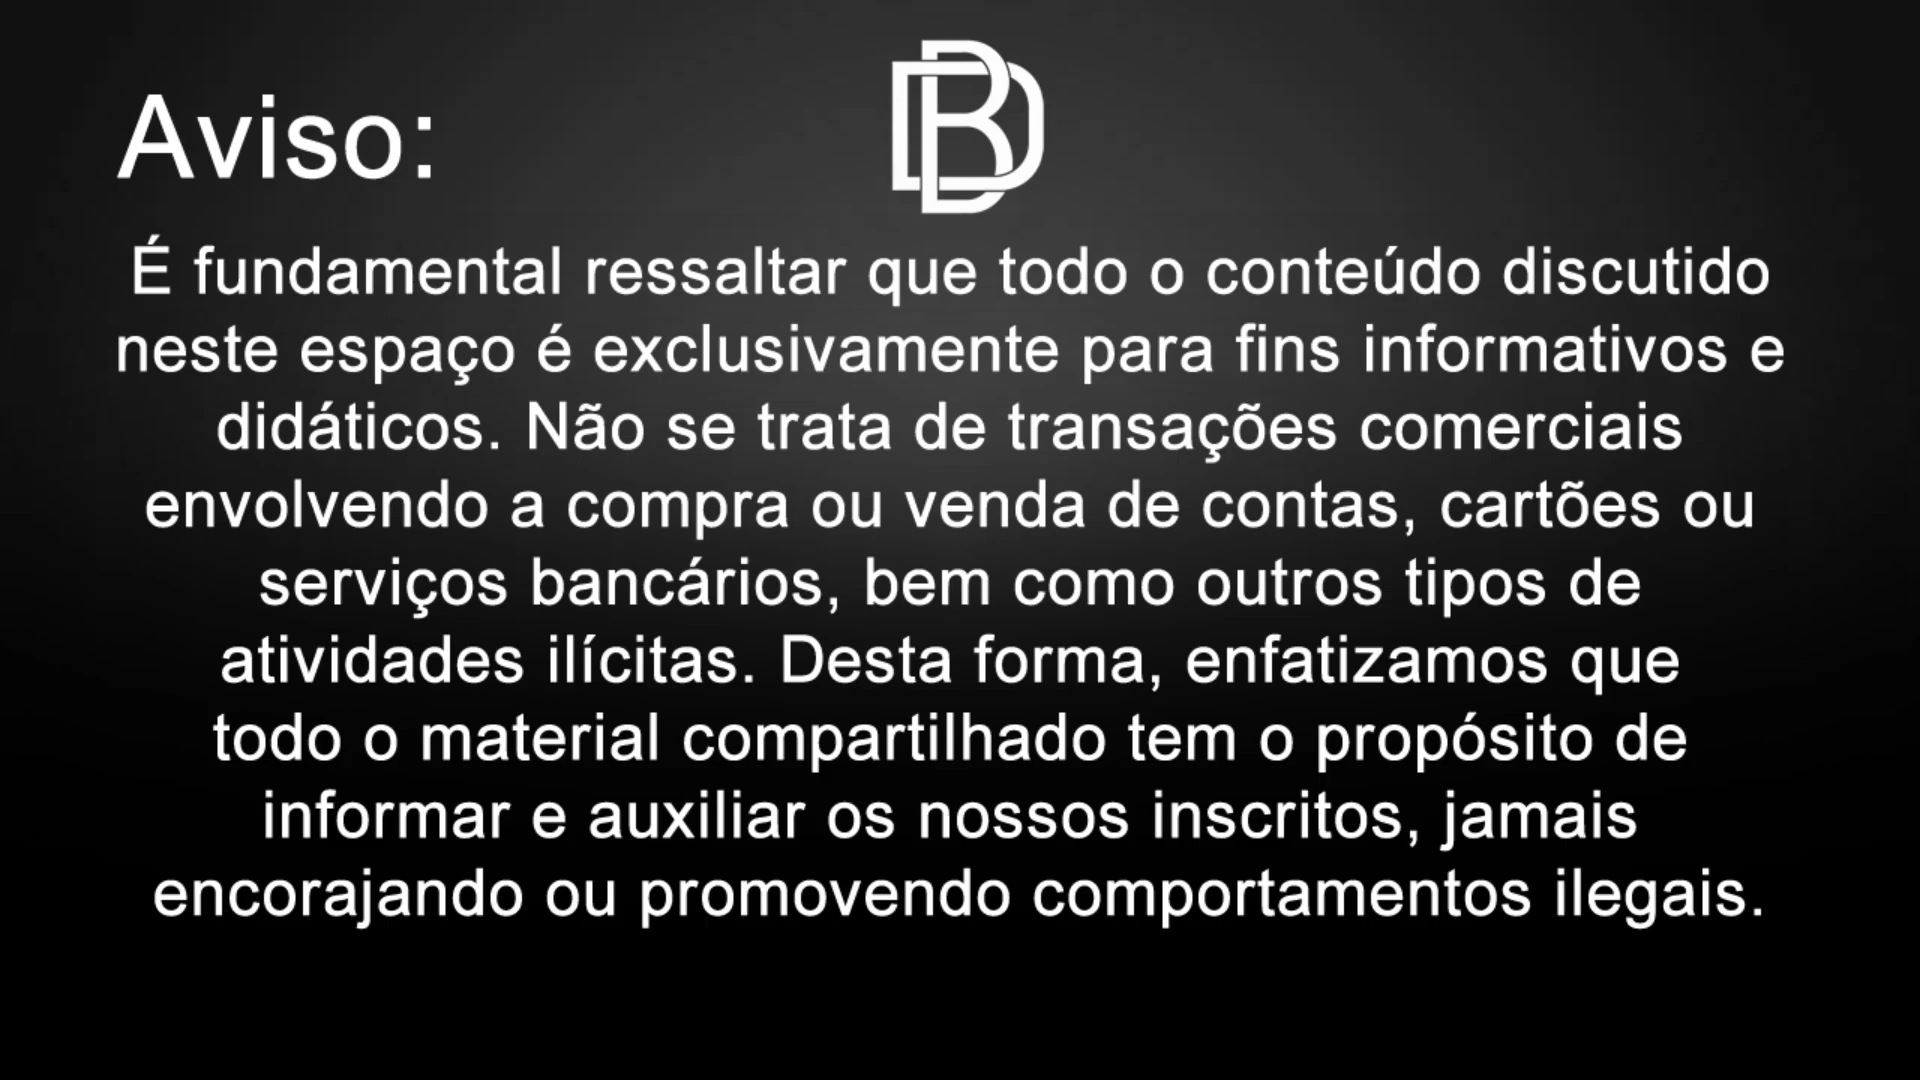 Aviso:
É fundamental ressaltar que todo o conteúdo discutido
neste espaço é exclusivamente para fins informativos e
didáticos. Não se trata de transações comerciais
envolvendo a compra ou venda de contas, cartões ou
serviços bancários, bem como outros tipos de
atividades ilícitas. Desta forma, enfatizamos que
todo o material compartilhado tem o propósito de
informar e auxiliar os nossos inscritos, jamais
encorajando ou promovendo comportamentos ilegais.